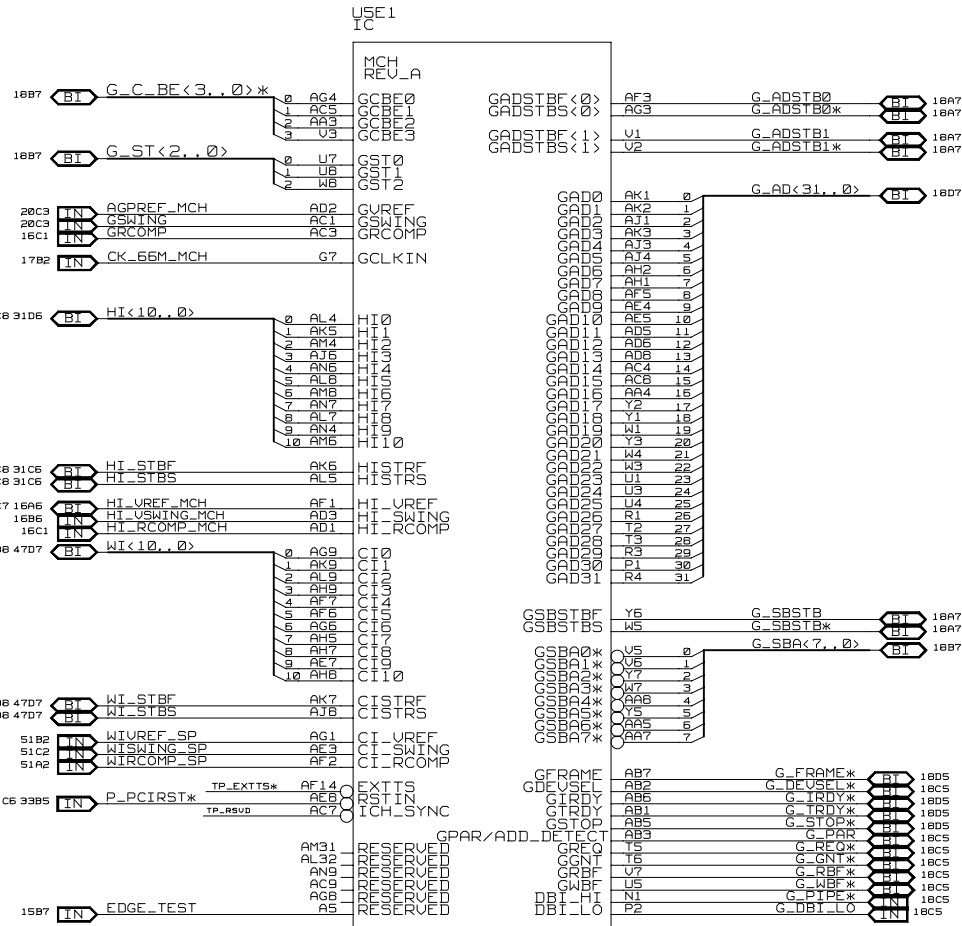 U5E1
IC
MCH
REV_A
18B7 BI G_C_BE<3..0>* 0 AG4 GCBE0
1 AC5 GCBE1
2 AA3 GCBE2
3 V3 GCBE3
18B7 BI G_ST<2..0> 0 U7 GST0
1 U8 GST1
2 W8 GST2
20C3 IN AGPREF_MCH AD2 GVREF
20C3 IN GSWING AC1 GSWING
16C1 IN GRCOMP AC3 GRCOMP
17B2 IN CK_66M_MCH G7 GCLKIN
C8 31D6 BI HI<10..0> 0 AL4 HI0
1 AK5 HI1
2 AM4 HI2
3 AJ6 HI3
4 AN6 HI4
5 AL8 HI5
6 AM8 HI6
7 AN7 HI7
8 AL7 HI8
9 AN4 HI9
10 AM6 HI10
C8 31C6 BI HI_STBF AK6 HISTRF
C8 31C6 BI HI_STBS AL5 HISTRS
C7 16A6 BI HI_VREF_MCH AF1 HI_VREF
16B6 IN HI_VSWING_MCH AD3 HI_SWING
16C1 IN HI_RCOMP_MCH AD1 HI_RCOMP
47D7 BI WI<10..0> 0 AG9 CI0
1 AK9 CI1
2 AL9 CI2
3 AH9 CI3
4 AF7 CI4
5 AF6 CI5
6 AG6 CI6
7 AH5 CI7
8 AH7 CI8
9 AE7 CI9
10 AH8 CI10
47D7 BI WI_STBF AK7 CISTRF
47D7 BI WI_STBS AJ8 CISTRS
51B2 IN WIVREF_SP AG1 CI_VREF
51C2 IN WISWING_SP AE3 CI_SWING
51A2 IN WIRCOMP_SP AF2 CI_RCOMP
TP_EXTTS* AF14 EXTTS
C6 33B5 IN P_PCIRST* AE8 RSTIN
TP_RSVD AC7 ICH_SYNC
AM31 RESERVED
AL32 RESERVED
AN9 RESERVED
AC9 RESERVED
AG8 RESERVED
15B7 IN EDGE_TEST A5 RESERVED
GADSTBF<0> AF3 G_ADSTB0 BI 18A7
GADSTBS<0> AG3 G_ADSTB0* BI 18A7
GADSTBF<1> V1 G_ADSTB1 BI 18A7
GADSTBS<1> V2 G_ADSTB1* BI 18A7
GAD0 AK1 0 G_AD<31..0> BI 18D7
GAD1 AK2 1
GAD2 AJ1 2
GAD3 AK3 3
GAD4 AJ3 4
GAD5 AJ4 5
GAD6 AH2 6
GAD7 AH1 7
GAD8 AF5 8
GAD9 AE4 9
GAD10 AE5 10
GAD11 AD5 11
GAD12 AD6 12
GAD13 AD8 13
GAD14 AC4 14
GAD15 AC8 15
GAD16 AA4 16
GAD17 Y2 17
GAD18 Y1 18
GAD19 W1 19
GAD20 Y3 20
GAD21 W4 21
GAD22 W3 22
GAD23 U1 23
GAD24 U3 24
GAD25 U4 25
GAD26 R1 26
GAD27 T2 27
GAD28 T3 28
GAD29 R3 29
GAD30 P1 30
GAD31 R4 31
GSBSTBF Y6 G_SBSTB BI 18A7
GSBSTBS W5 G_SBSTB* BI 18A7
GSBA0* V5 0 G_SBA<7..0> BI 18B7
GSBA1* V6 1
GSBA2* Y7 2
GSBA3* W7 3
GSBA4* AA8 4
GSBA5* Y5 5
GSBA6* AA5 6
GSBA7* AA7 7
GFRAME AB7 G_FRAME* BI 18D5
GDEVSEL AB2 G_DEVSEL* BI 18C5
GIRDY AB6 G_IRDY* BI 18D5
GTRDY AB1 G_TRDY* BI 18D5
GSTOP AB5 G_STOP* BI 18D5
GPAR/ADD_DETECT AB3 G_PAR BI 18C5
GREQ T5 G_REQ* BI 18C5
GGNT T6 G_GNT* BI 18C5
GRBF V7 G_RBF* BI 18C5
GWBF U5 G_WBF* BI 18C5
DBI_HI N1 G_PIPE* IN 18C5
DBI_LO P2 G_DBI_LO IN 18C5